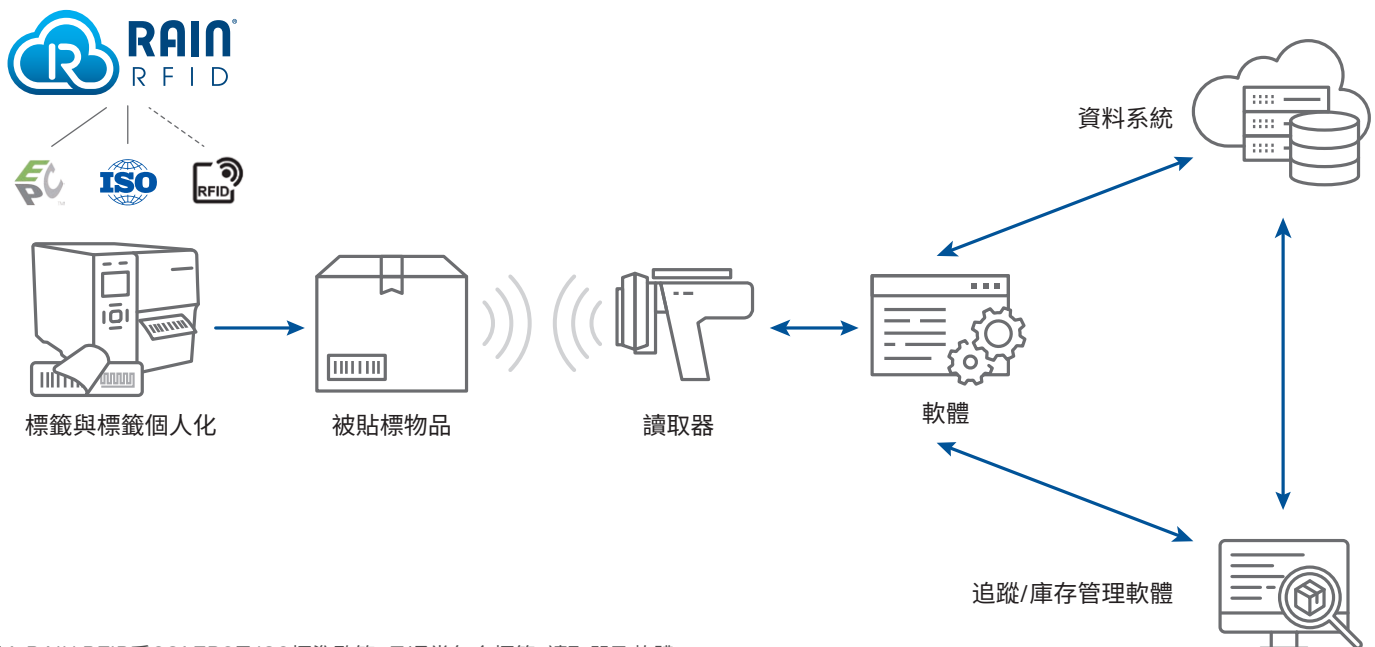 RAIN®
RFID
EPC™
ISO
RFID
資料系統
標籤與標籤個人化
被貼標物品
讀取器
軟體
追蹤/庫存管理軟體